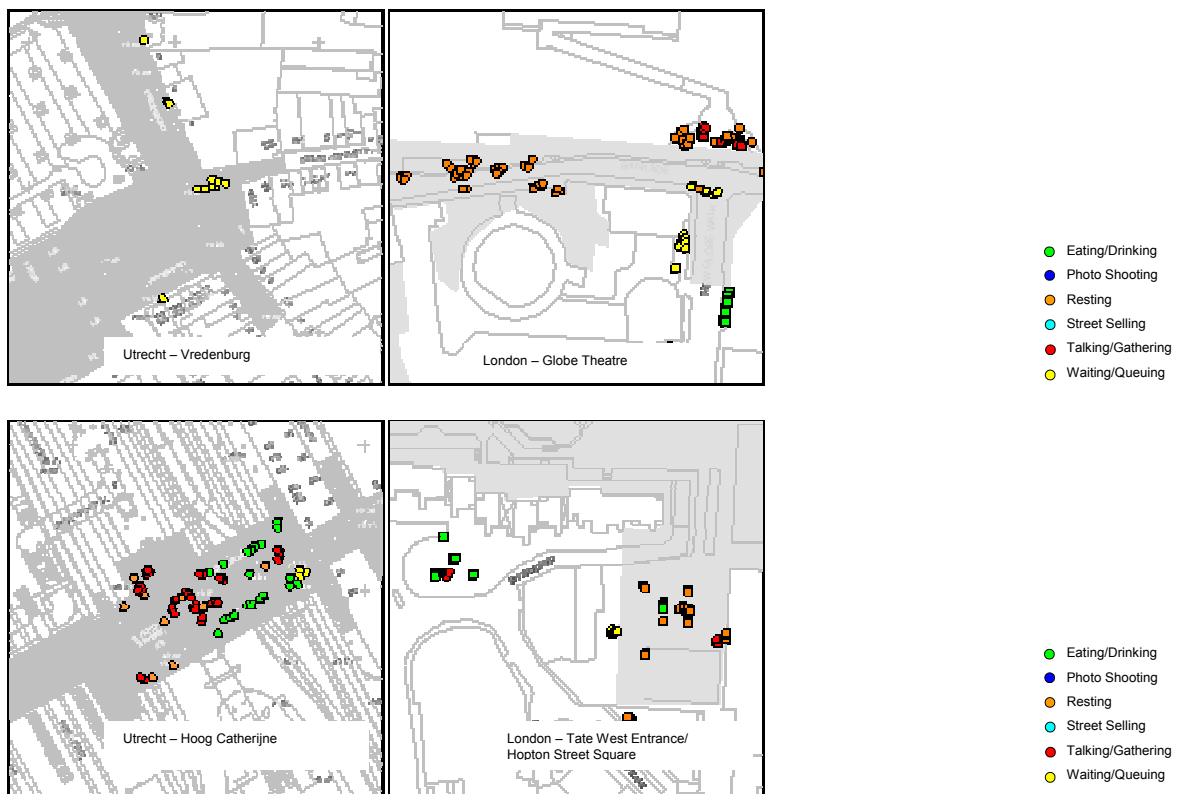 Utrecht – Vredenburg
London – Globe Theatre
Eating/Drinking
Photo Shooting
Resting
Street Selling
Talking/Gathering
Waiting/Queuing
Utrecht – Hoog Catherijne
London – Tate West Entrance/
Hopton Street Square
Eating/Drinking
Photo Shooting
Resting
Street Selling
Talking/Gathering
Waiting/Queuing